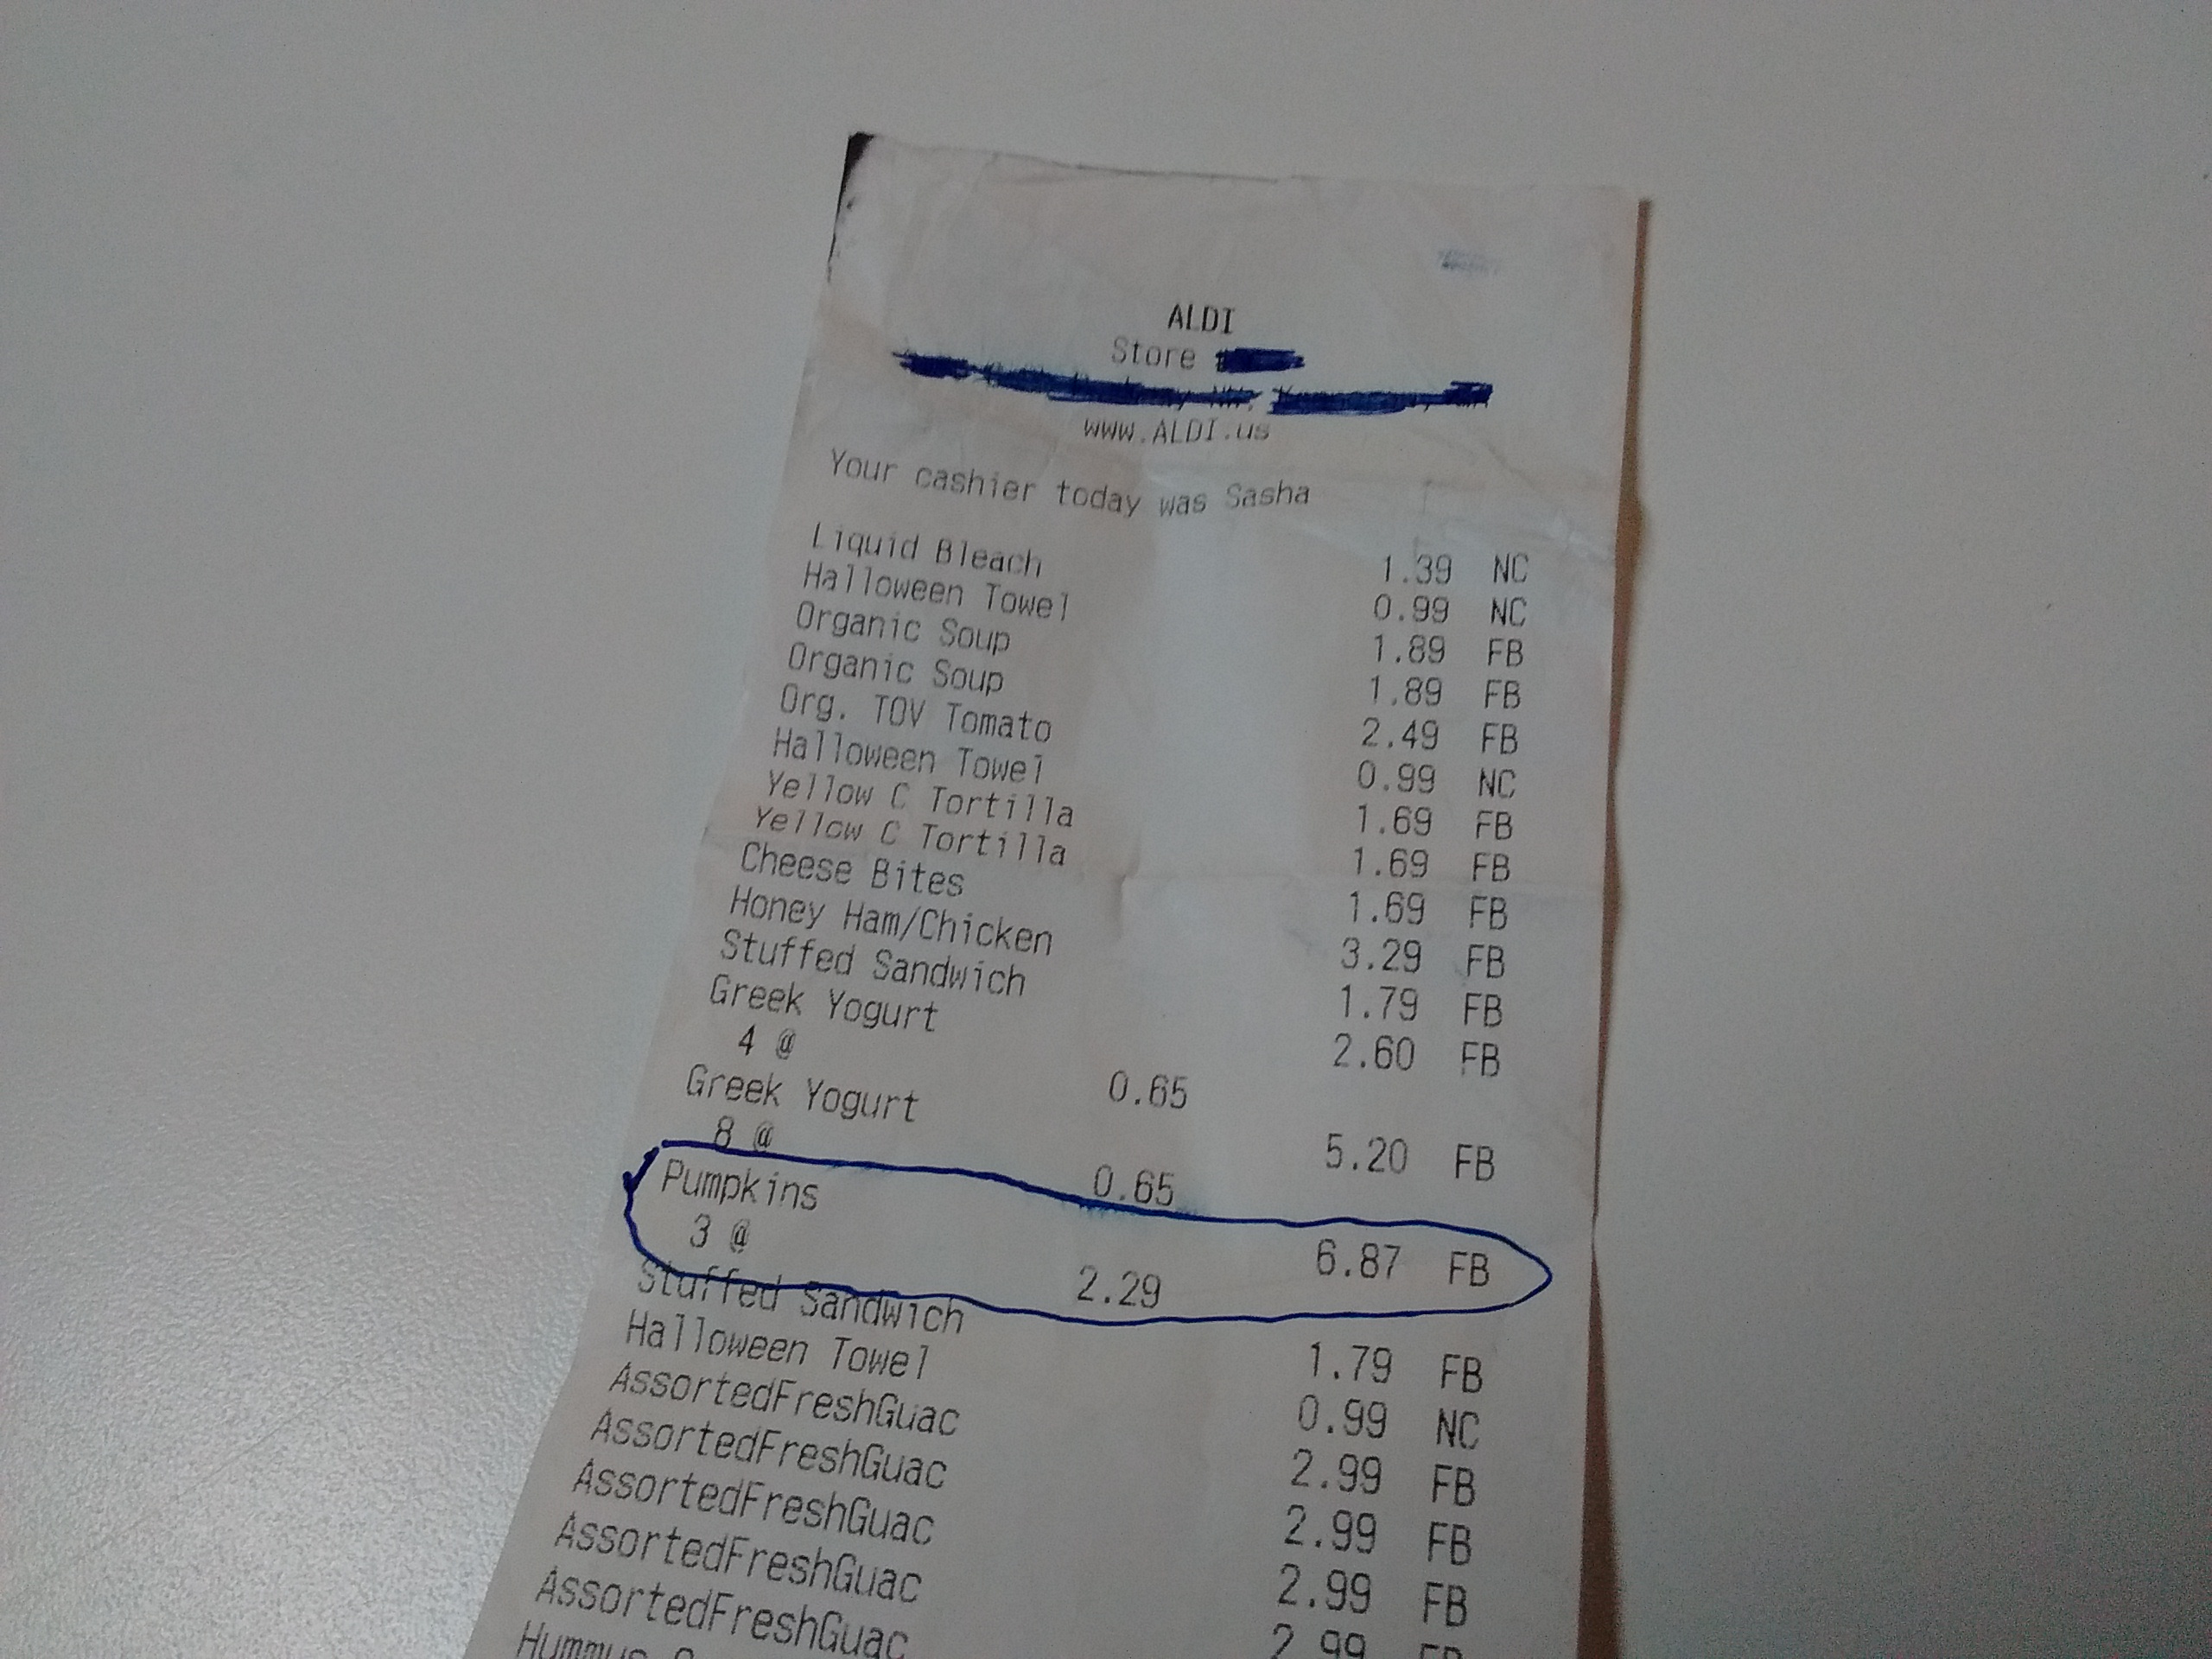 ALDI
Store
www.ALDI.us
Your cashier today was Sasha
Liquid Bleach 1.39 NC
Halloween Towel 0.99 NC
Organic Soup 1.89 FB
Organic Soup 1.89 FB
Org. TOV Tomato 2.49 FB
Halloween Towel 0.99 NC
Yellow C Tortilla 1.69 FB
Yellow C Tortilla 1.69 FB
Cheese Bites 1.69 FB
Honey Ham/Chicken 3.29 FB
Stuffed Sandwich 1.79 FB
Greek Yogurt 2.60 FB
4 @ 0.65
Greek Yogurt 5.20 FB
8 @ 0.65
Pumpkins 6.87 FB
3 @ 2.29
Stuffed Sandwich 1.79 FB
Halloween Towel 0.99 NC
AssortedFreshGuac 2.99 FB
AssortedFreshGuac 2.99 FB
AssortedFreshGuac 2.99 FB
AssortedFreshGuac 2.99 FB
AssortedFreshGuac
Hummus